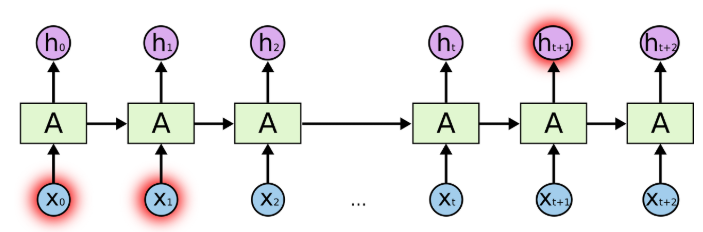 h₀ h₁ h₂ hₜ hₜ₊₁ hₜ₊₂
A A A A A A
x₀ x₁ x₂ ... xₜ xₜ₊₁ xₜ₊₂